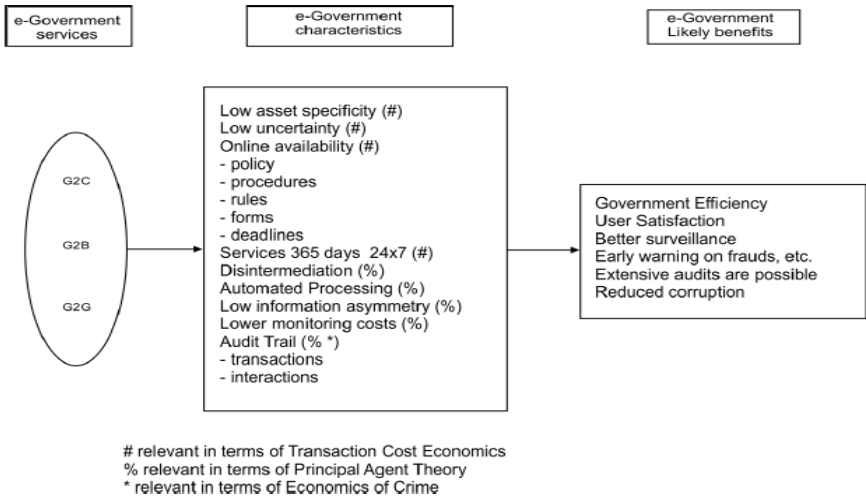 e-Government
services
e-Government
characteristics
e-Government
Likely benefits
G2C
G2B
G2G
Low asset specificity (#)
Low uncertainty (#)
Online availability (#)
- policy
- procedures
- rules
- forms
- deadlines
Services 365 days 24x7 (#)
Disintermediation (%)
Automated Processing (%)
Low information asymmetry (%)
Lower monitoring costs (%)
Audit Trail (% *)
- transactions
- interactions
Government Efficiency
User Satisfaction
Better surveillance
Early warning on frauds, etc.
Extensive audits are possible
Reduced corruption
# relevant in terms of Transaction Cost Economics
% relevant in terms of Principal Agent Theory
* relevant in terms of Economics of Crime